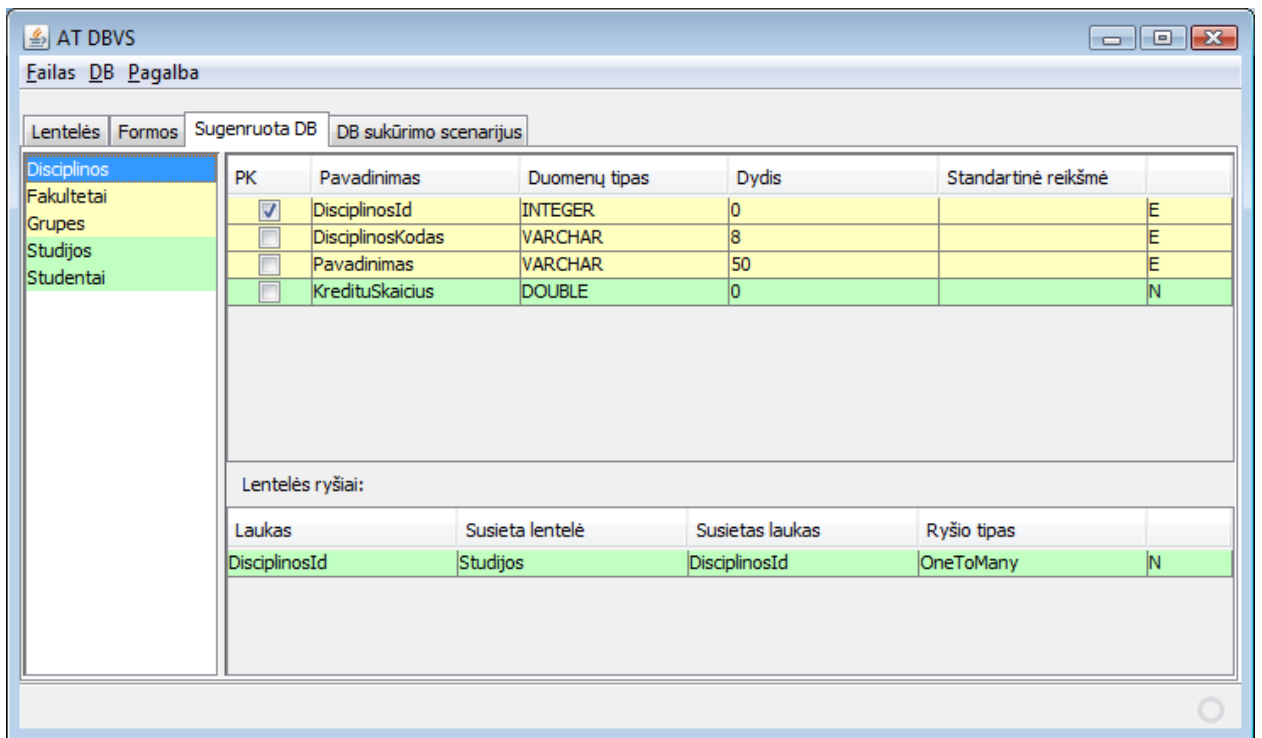 AT DBVS
Failas DB Pagalba
Lentelės Formos Sugenruota DB DB sukūrimo scenarijus
Disciplinos
Fakultetai
Grupes
Studijos
Studentai
PK Pavadinimas Duomenų tipas Dydis Standartinė reikšmė
DisciplinosId INTEGER 0 E
DisciplinosKodas VARCHAR 8 E
Pavadinimas VARCHAR 50 E
KredituSkaicius DOUBLE 0 N
Lentelės ryšiai:
Laukas Susieta lentelė Susietas laukas Ryšio tipas
DisciplinosId Studijos DisciplinosId OneToMany N